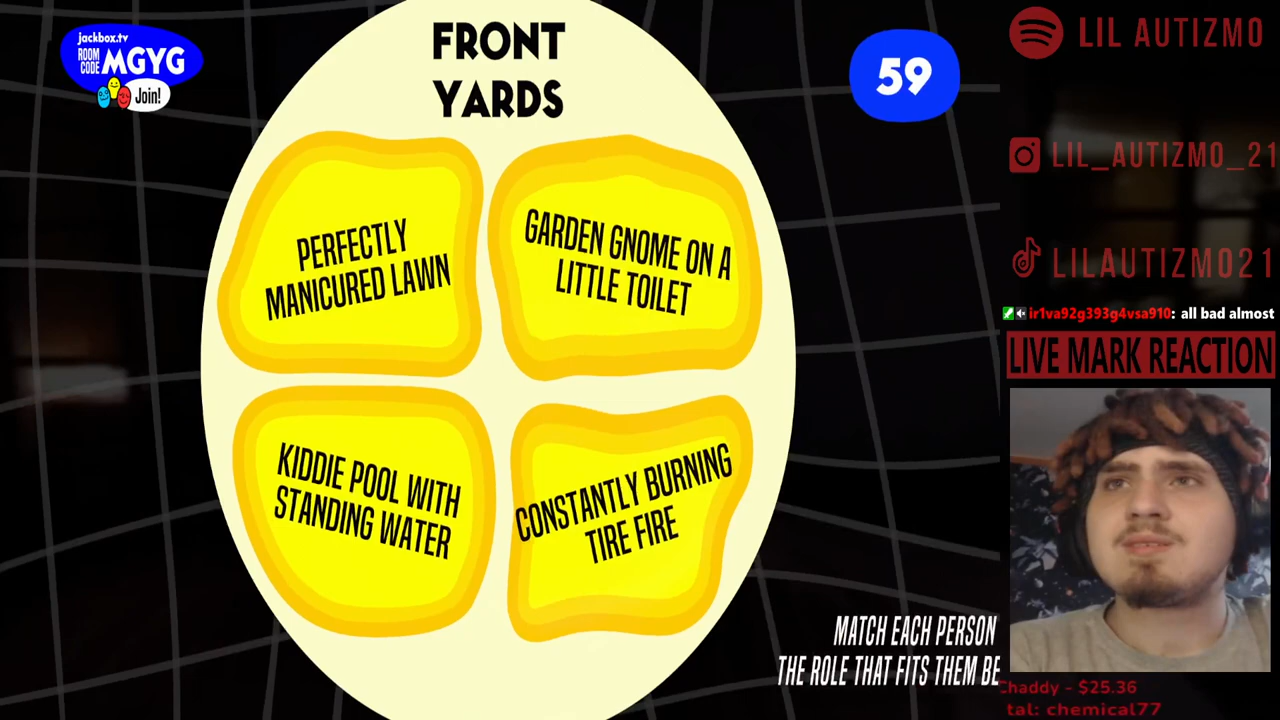 jackbox.tv
ROOM CODE MGYG
Join!
FRONT
YARDS
59
PERFECTLY
MANICURED LAWN
GARDEN GNOME ON A
LITTLE TOILET
KIDDIE POOL WITH
STANDING WATER
CONSTANTLY BURNING
TIRE FIRE
MATCH EACH PERSON
THE ROLE THAT FITS THEM BE
LIL AUTIZMO
LIL_AUTIZMO_21
LILAUTIZMO21
ir1va92g393g4vsa910: all bad almost
LIVE MARK REACTION
Chaddy - $25.36
tal: chemical77